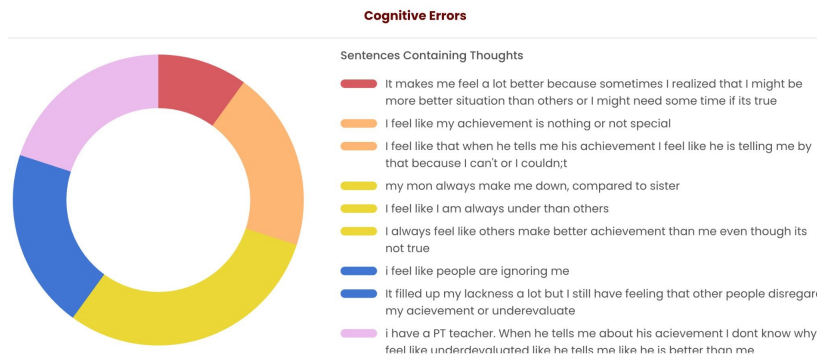 Cognitive Errors
Sentences Containing Thoughts
It makes me feel a lot better because sometimes I realized that I might be
more better situation than others or I might need some time if its true
I feel like my achievement is nothing or not special
I feel like that when he tells me his achievement I feel like he is telling me by
that because I can't or I couldn;t
my mon always make me down, compared to sister
I feel like I am always under than others
I always feel like others make better achievement than me even though its
not true
i feel like people are ignoring me
It filled up my lackness a lot but I still have feeling that other people disregar
my acievement or underevaluate
i have a PT teacher. When he tells me about his acievement I dont know why
feel like underdevaluated like he tells me like he is better than me